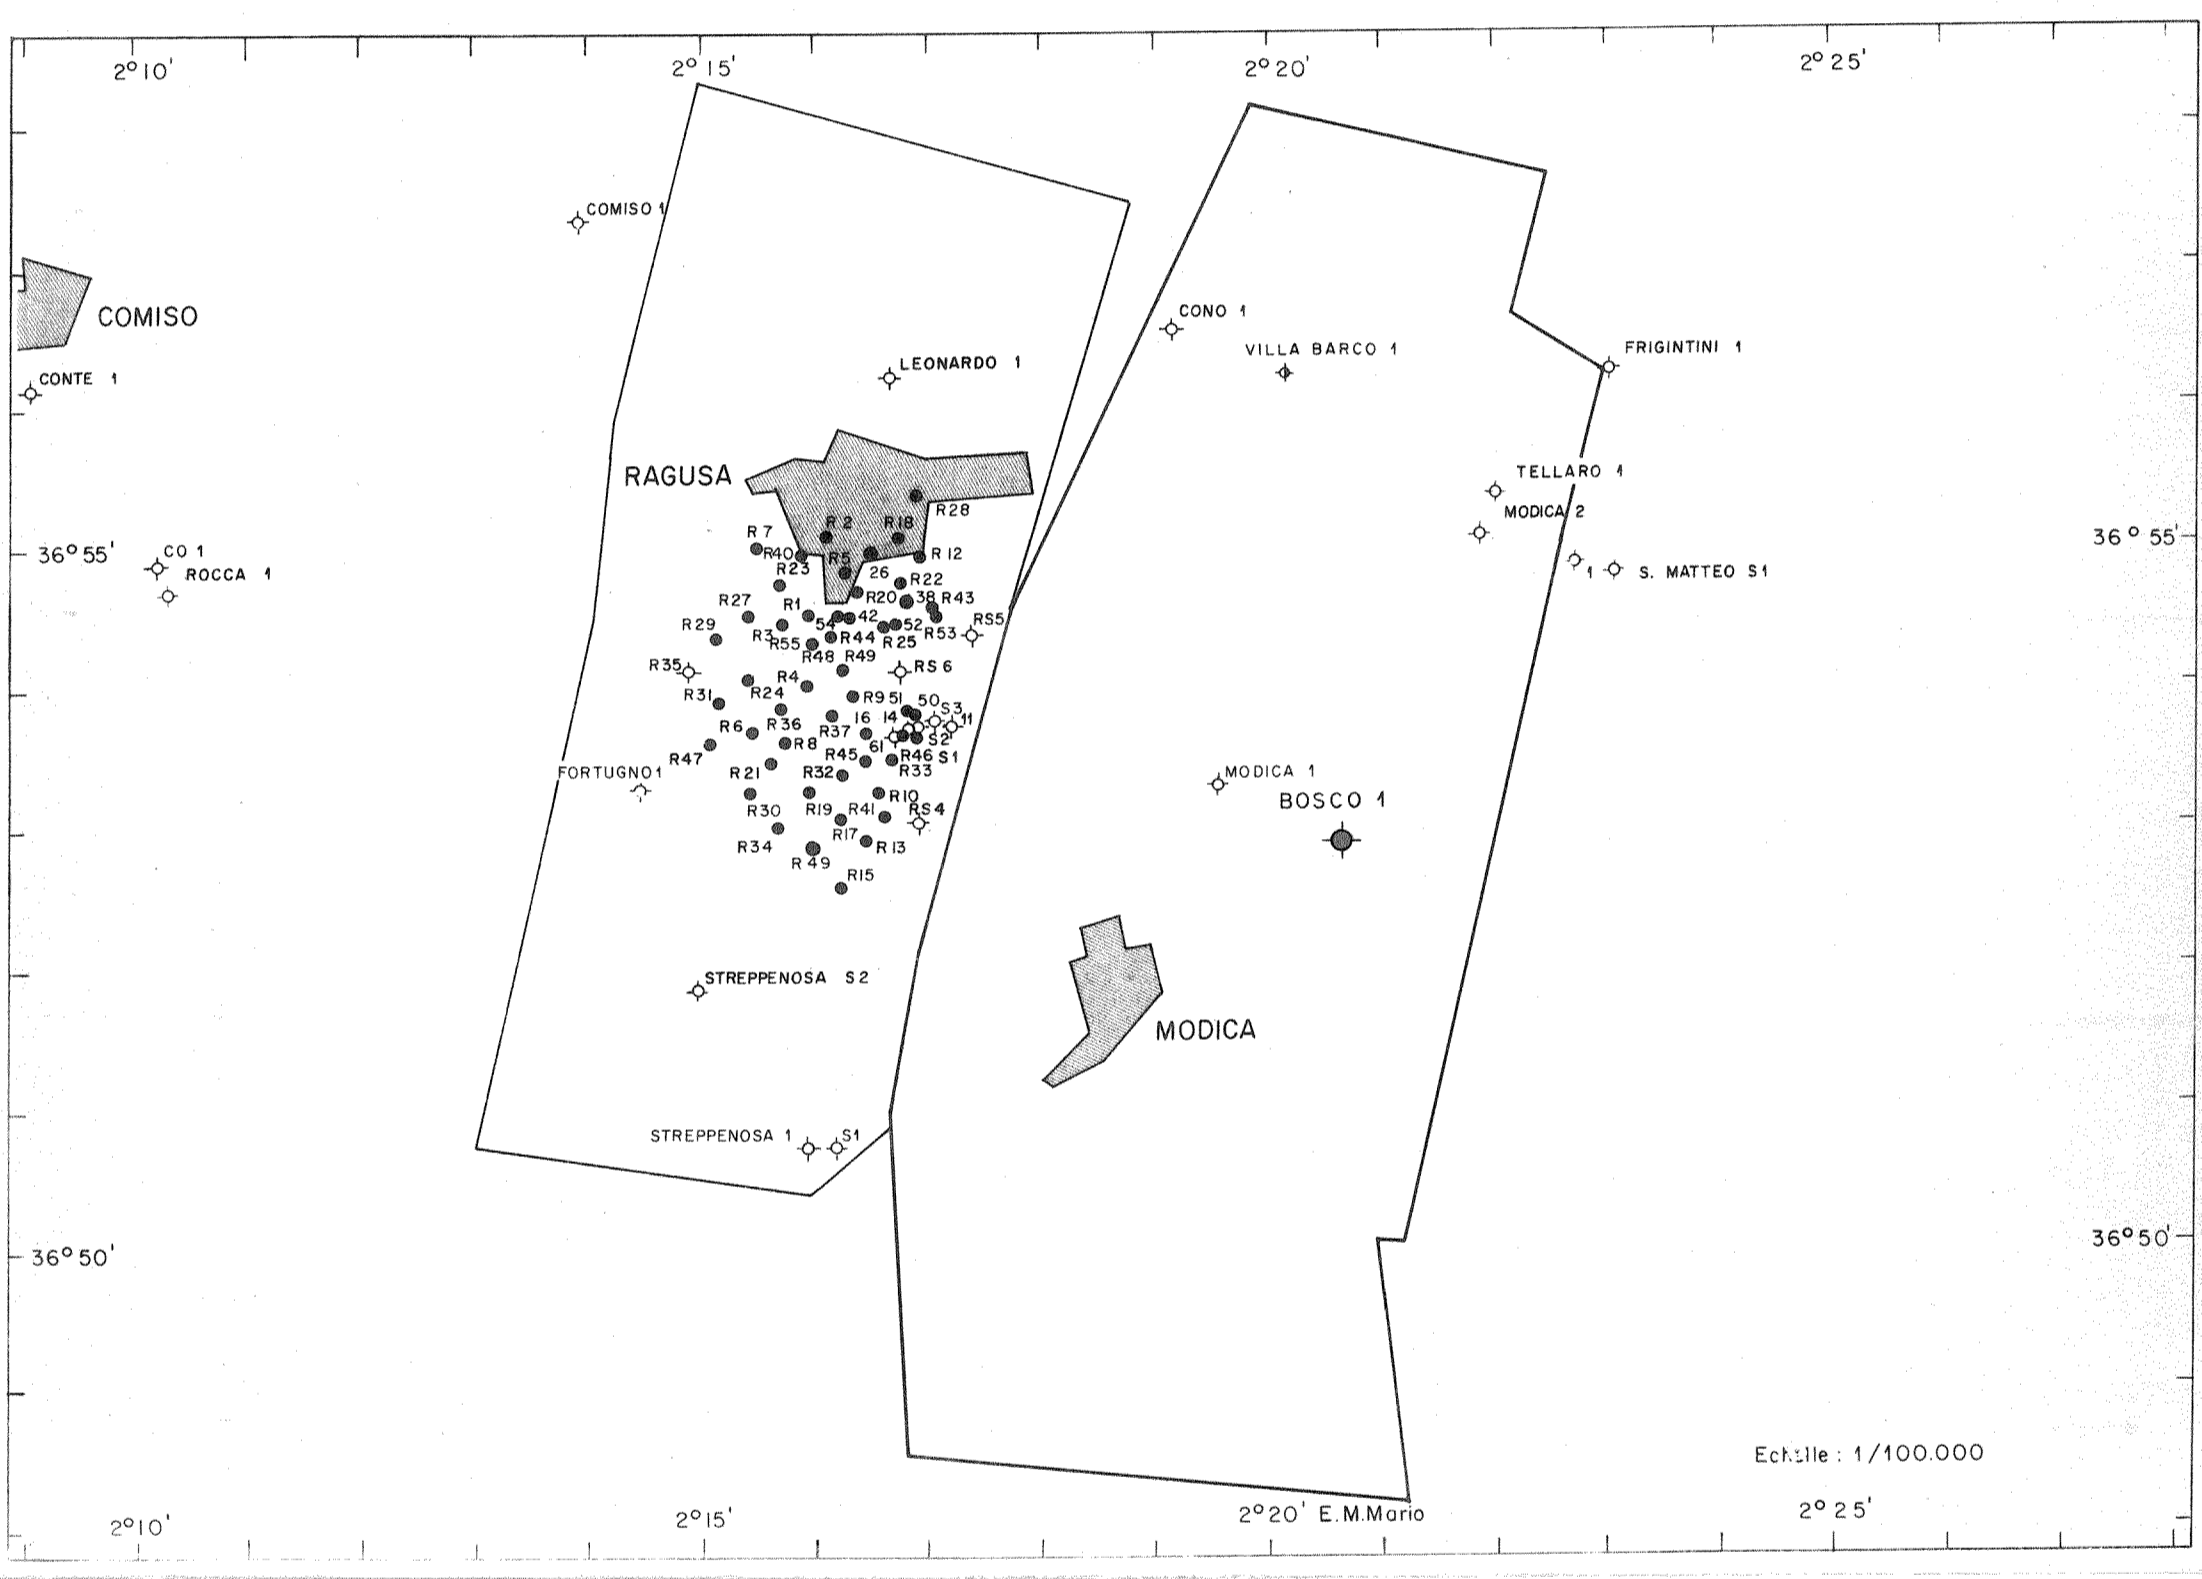 2°10' 2°15' 2°20' 2°25'
COMISO 1
COMISO
CONO 1
VILLA BARCO 1
FRIGINTINI 1
LEONARDO 1
CONTE 1
RAGUSA
TELLARO 1
MODICA 2
R28
R 2 R18
R 7
36°55' 36°55'
CO 1
R40 R5 R 12
ROCCA 1
R23 26 R22
1 S. MATTEO S1
R27 R1 R20 38 R43
R29 R3 54 42 52 R53 RS5
R55 R44 R25
R48 R49
R35 RS 6
R31 R24 R4 R9 51 50 S3
R6 R36 R37 16 14 11
R47 R8 R45 61 S2
R46 S1
FORTUGNO1 R21 R32 R33
MODICA 1
BOSCO 1
R30 R19 R41 R10 RS4
R34 R17 R13
R 49
R15
STREPPENOSA S2
MODICA
STREPPENOSA 1 S1
36°50' 36°50'
Echelle : 1/100.000
2°10' 2°15' 2°20' E.M.Mario 2°25'